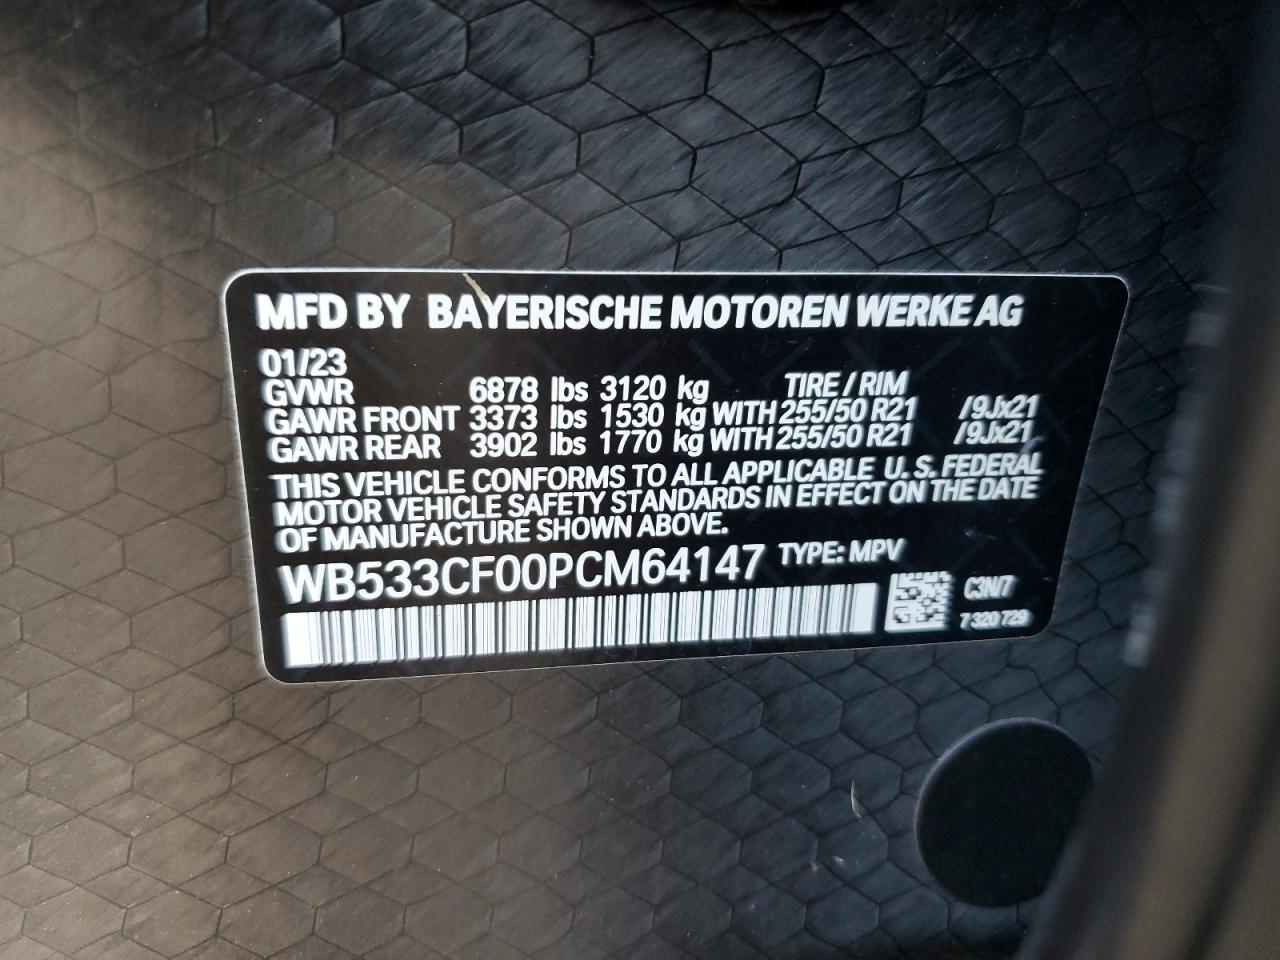 MFD BY BAYERISCHE MOTOREN WERKE AG
01/23
GVWR 6878 lbs 3120 kg TIRE / RIM
GAWR FRONT 3373 lbs 1530 kg WITH 255/50 R21 /9Jx21
GAWR REAR 3902 lbs 1770 kg WITH 255/50 R21 /9Jx21
THIS VEHICLE CONFORMS TO ALL APPLICABLE U. S. FEDERAL
MOTOR VEHICLE SAFETY STANDARDS IN EFFECT ON THE DATE
OF MANUFACTURE SHOWN ABOVE.
WB533CF00PCM64147 TYPE: MPV
C3N/7
7 320 729